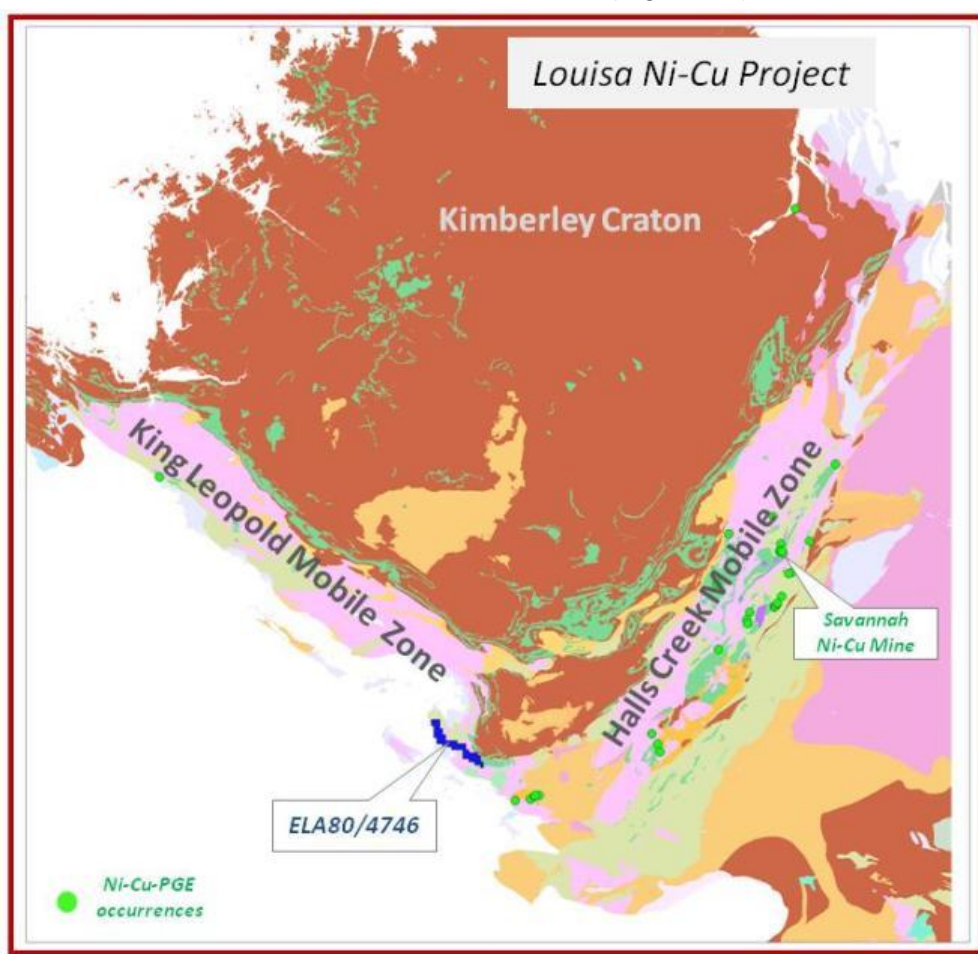 Louisa Ni-Cu Project
Kimberley Craton
King Leopold Mobile Zone
Halls Creek Mobile Zone
Savannah
Ni-Cu Mine
ELA80/4746
Ni-Cu-PGE
occurrences